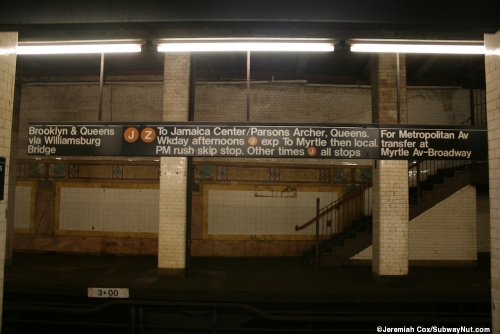 Brooklyn & Queens
via Williamsburg
Bridge
J Z
To Jamaica Center/Parsons Archer, Queens.
Wkday afternoons J exp To Myrtle then local.
PM rush skip stop. Other times J all stops
For Metropolitan Av
transfer at
Myrtle Av-Broadway
3+00
©Jeremiah Cox/SubwayNut.com